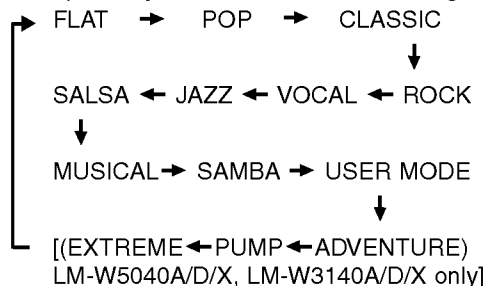 FLAT → POP → CLASSIC
SALSA ← JAZZ ← VOCAL ← ROCK
MUSICAL → SAMBA → USER MODE
[(EXTREME ← PUMP ← ADVENTURE)
LM-W5040A/D/X, LM-W3140A/D/X only]